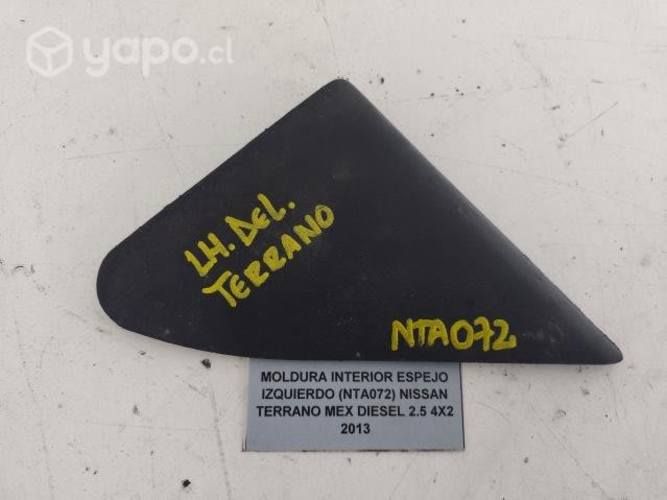 yapo.cl
LH. DEL.
TERRANO
NTA072
MOLDURA INTERIOR ESPEJO
IZQUIERDO (NTA072) NISSAN
TERRANO MEX DIESEL 2.5 4X2
2013